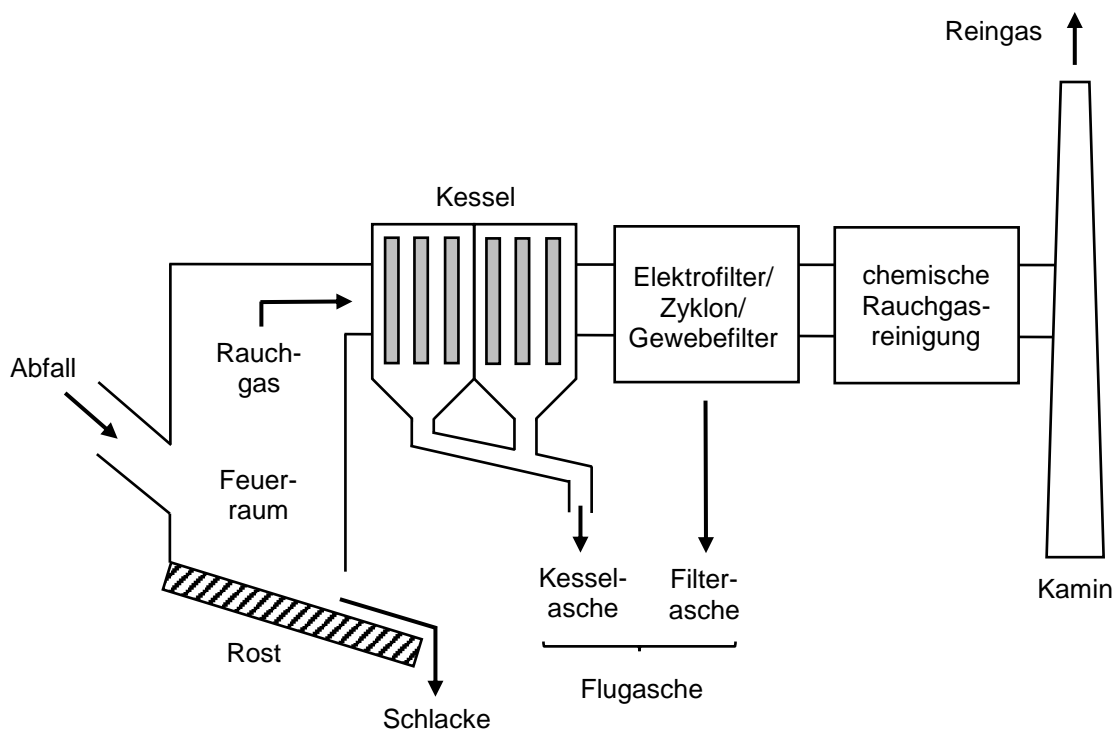 Reingas
Kessel
Elektrofilter/
Zyklon/
Gewebefilter
chemische
Rauchgas-
reinigung
Rauch-
gas
Abfall
Feuer-
raum
Kessel-
asche
Filter-
asche
Kamin
Rost
Flugasche
Schlacke